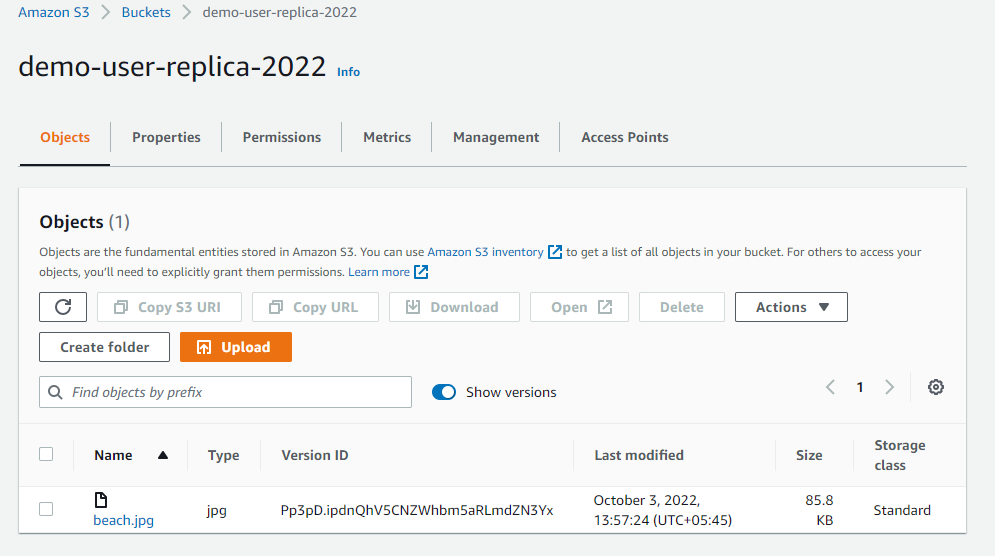 Amazon S3 > Buckets > demo-user-replica-2022
demo-user-replica-2022 Info
Objects Properties Permissions Metrics Management Access Points
Objects (1)
Objects are the fundamental entities stored in Amazon S3. You can use Amazon S3 inventory to get a list of all objects in your bucket. For others to access your
objects, you'll need to explicitly grant them permissions. Learn more
Copy S3 URI Copy URL Download Open Delete Actions
Create folder Upload
Find objects by prefix Show versions 1
Name Type Version ID Last modified Size Storage
class
beach.jpg jpg Pp3pD.ipdnQhV5CNZWhbm5aRLmdZN3Yx October 3, 2022,
13:57:24 (UTC+05:45) 85.8
KB Standard